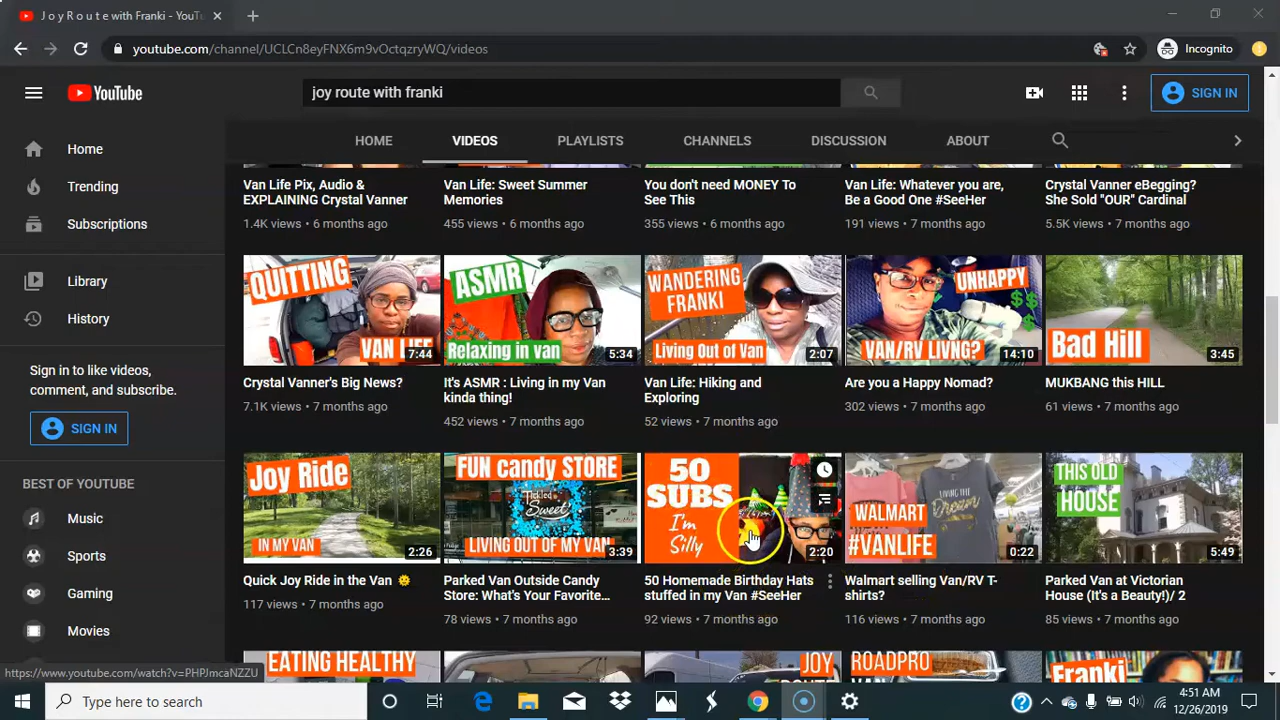 J o y R o u t e with Franki - YouTu
youtube.com/channel/UCLCn8eyFNX6m9vOctqzryWQ/videos
Incognito
YouTube
joy route with franki
SIGN IN
HOME VIDEOS PLAYLISTS CHANNELS DISCUSSION ABOUT
Home
Trending
Subscriptions
Library
History
Sign in to like videos,
comment, and subscribe.
SIGN IN
BEST OF YOUTUBE
Music
Sports
Gaming
Movies
Van Life Pix, Audio &
EXPLAINING Crystal Vanner
1.4K views • 6 months ago
Van Life: Sweet Summer
Memories
455 views • 6 months ago
You don't need MONEY To
See This
355 views • 6 months ago
Van Life: Whatever you are,
Be a Good One #SeeHer
191 views • 7 months ago
Crystal Vanner eBegging?
She Sold "OUR" Cardinal
5.5K views • 6 months ago
QUITTING
VAN LIFE
7:44
Crystal Vanner's Big News?
7.1K views • 7 months ago
ASMR
Relaxing in van
5:34
It's ASMR : Living in my Van
kinda thing!
452 views • 7 months ago
WANDERING
FRANKI
Living Out of Van
2:07
Van Life: Hiking and
Exploring
52 views • 7 months ago
UNHAPPY
$$
$
VAN/RV LIVNG?
14:10
Are you a Happy Nomad?
302 views • 7 months ago
Bad Hill
3:45
MUKBANG this HILL
61 views • 7 months ago
Joy Ride
IN MY VAN
2:26
Quick Joy Ride in the Van 🌞
117 views • 7 months ago
FUN candy STORE
Tickled
Sweet
LIVING OUT OF MY VAN
3:39
Parked Van Outside Candy
Store: What's Your Favorite...
78 views • 7 months ago
50
SUBS
I'm
Silly
2:20
50 Homemade Birthday Hats
stuffed in my Van #SeeHer
92 views • 7 months ago
LIVING THE
Dream
WALMART
#VANLIFE
0:22
Walmart selling Van/RV T-
shirts?
116 views • 7 months ago
THIS OLD
HOUSE
5:49
Parked Van at Victorian
House (It's a Beauty!)/ 2
85 views • 7 months ago
EATING HEALTHY
JOY
ROUTE
ROADPRO
VAN
Franki
https://www.youtube.com/watch?v=PHPJmcaNZZU
Type here to search
4:51 AM
12/26/2019